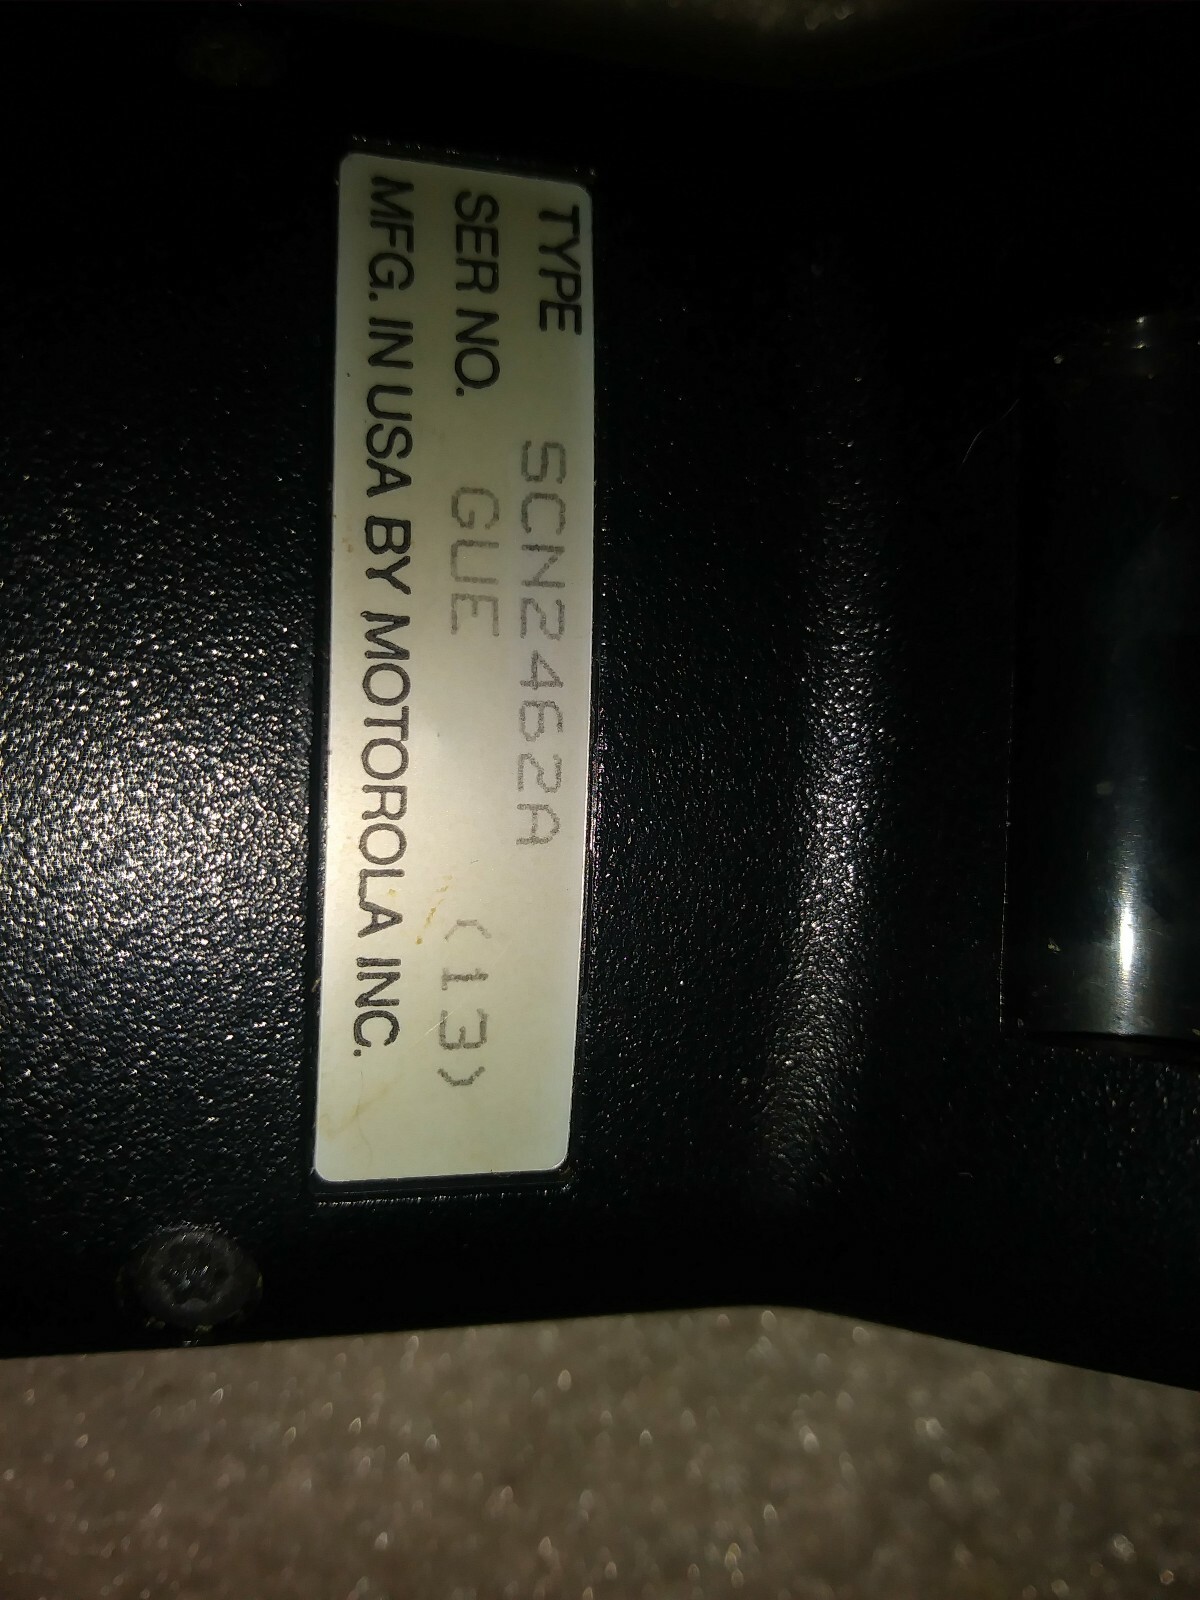 TYPE SCN2462A
SER NO. GUE <13>
MFG. IN USA BY MOTOROLA INC.